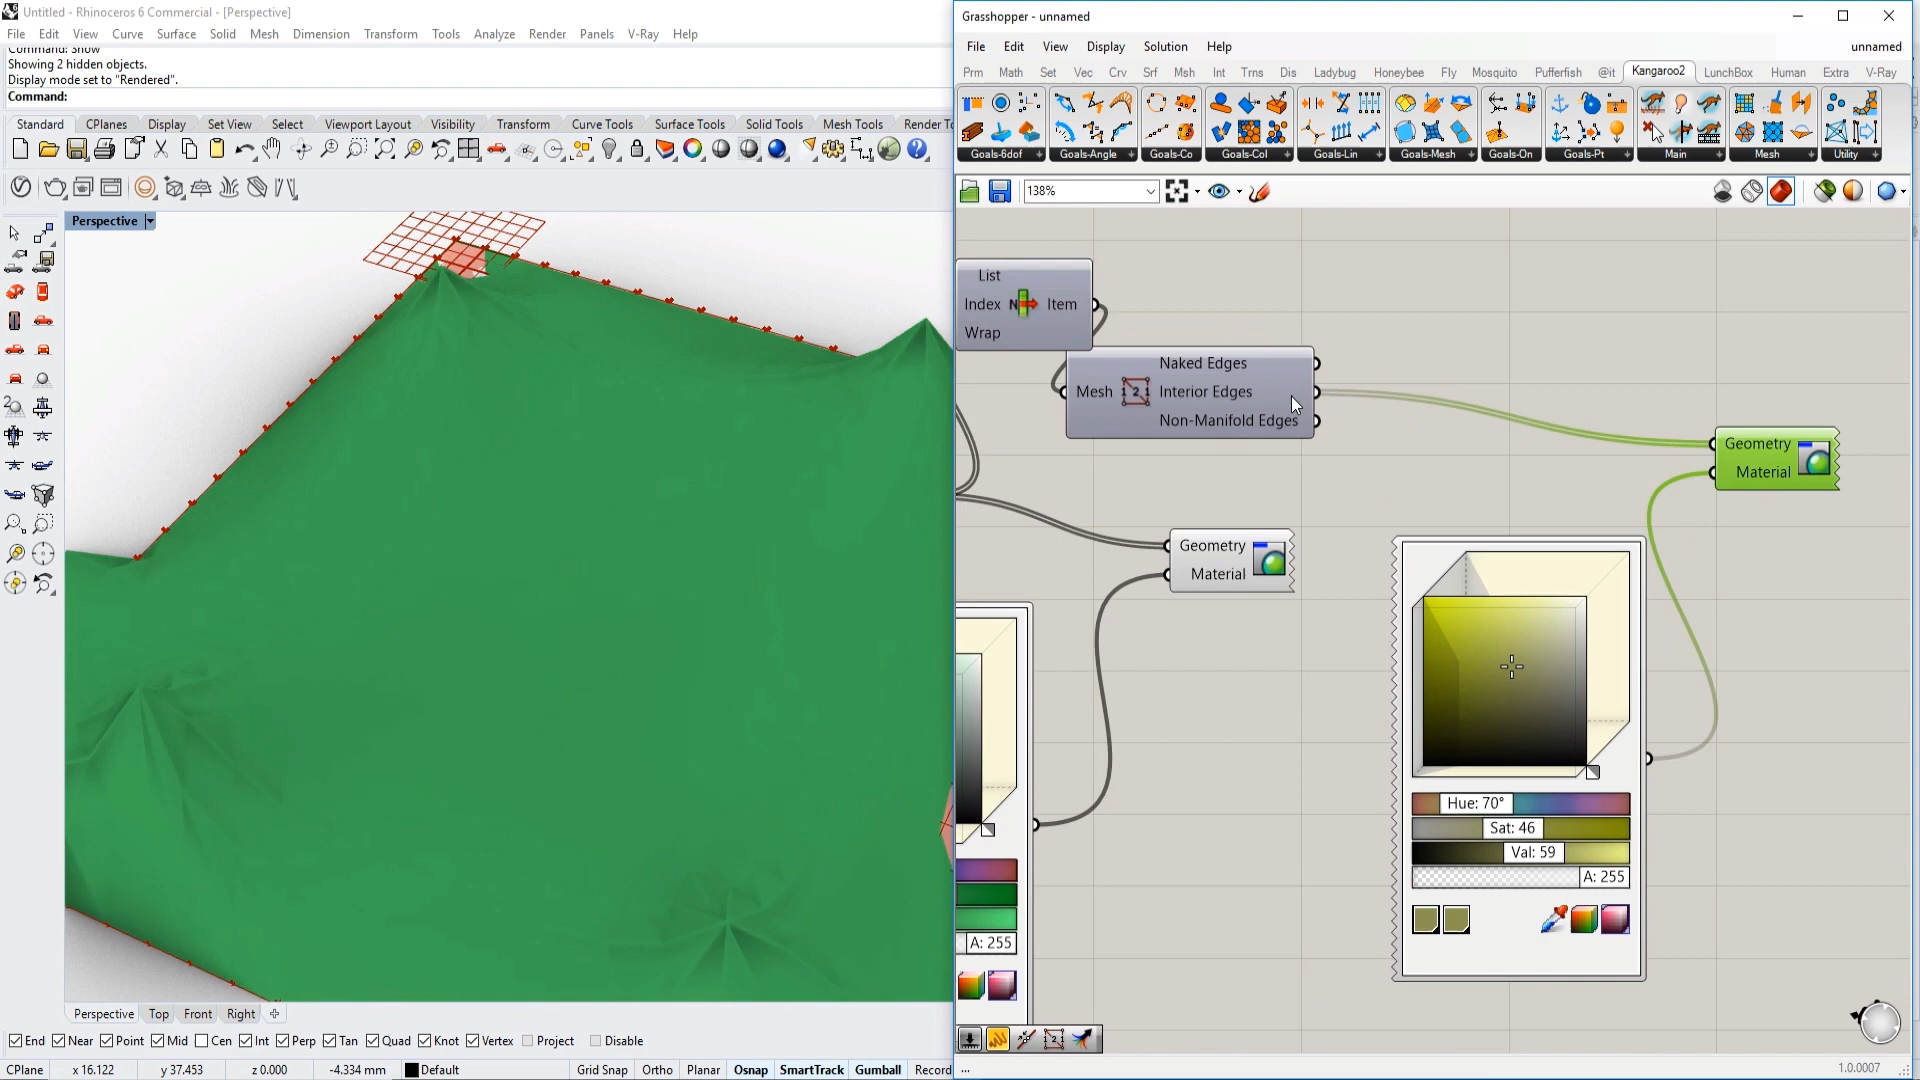 Untitled - Rhinoceros 6 Commercial - [Perspective]
File Edit View Curve Surface Solid Mesh Dimension Transform Tools Analyze Render Panels V-Ray Help
Command: Show
Showing 2 hidden objects.
Display mode set to "Rendered".
Command:
Standard CPlanes Display Set View Select Viewport Layout Visibility Transform Curve Tools Surface Tools Solid Tools Mesh Tools Render To
Perspective
Perspective Top Front Right
End Near Point Mid Cen Int Perp Tan Quad Knot Vertex Project Disable
CPlane x 16.122 y 37.453 z 0.000 -4.334 mm Default Grid Snap Ortho Planar Osnap SmartTrack Gumball Record
Grasshopper - unnamed
File Edit View Display Solution Help unnamed
Prm Math Set Vec Crv Srf Msh Int Trns Dis Ladybug Honeybee Fly Mosquito Pufferfish @it Kangaroo2 LunchBox Human Extra V-Ray
Goals-6dof Goals-Angle Goals-Co Goals-Col Goals-Lin Goals-Mesh Goals-On Goals-Pt Main Mesh Utility
138%
List
Index Item
Wrap
Naked Edges
Mesh Interior Edges
Non-Manifold Edges
Geometry
Material
Geometry
Material
Hue: 70°
Sat: 46
Val: 59
A: 255
A: 255
...
1.0.0007